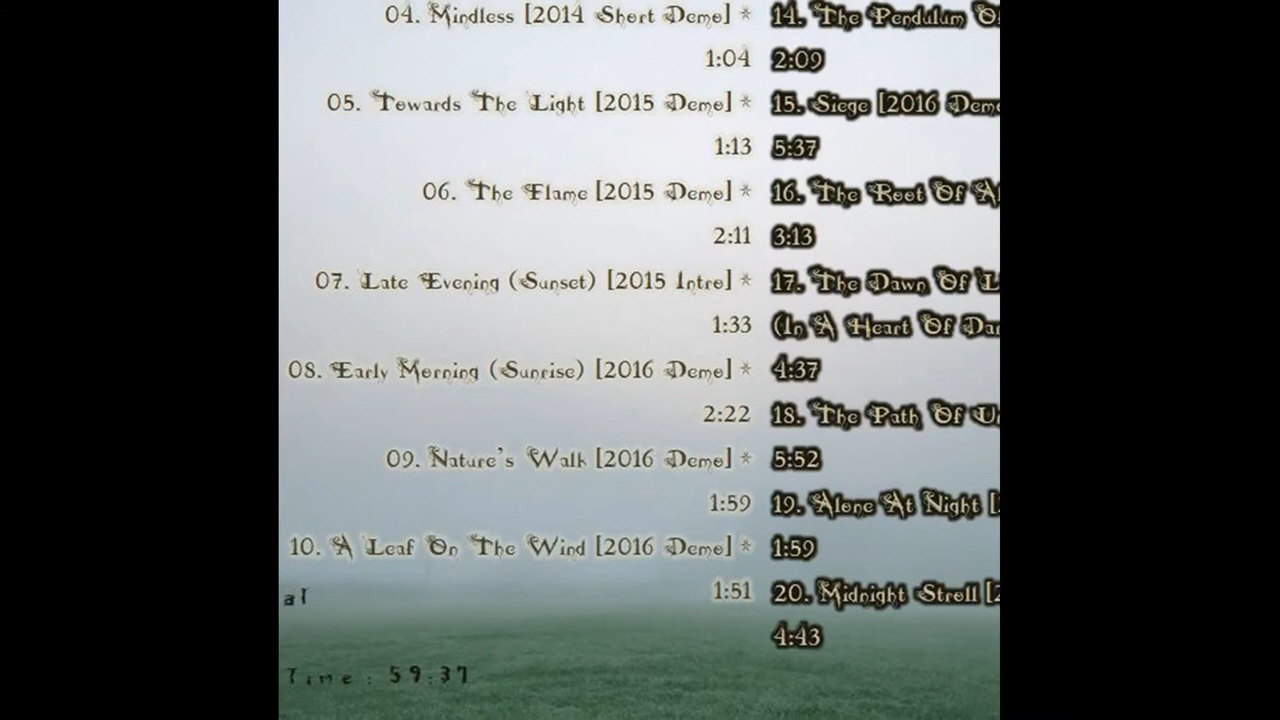 04. Mindless [2014 Short Demo] *
1:04
05. Towards The Light [2015 Demo] *
1:13
06. The Flame [2015 Demo] *
2:11
07. Late Evening (Sunset) [2015 Intro] *
1:33
08. Early Morning (Sunrise) [2016 Demo] *
2:22
09. Nature's Walk [2016 Demo] *
1:59
10. A Leaf On The Wind [2016 Demo] *
1:51
al
Time: 59:37
14. The Pendulum
2:09
15. Siege [2016
5:37
16. The Root Of
3:13
17. The Dawn Of
(In A Heart Of
4:37
18. The Path Of
5:52
19. Alone At Night
1:59
20. Midnight Stroll
4:43